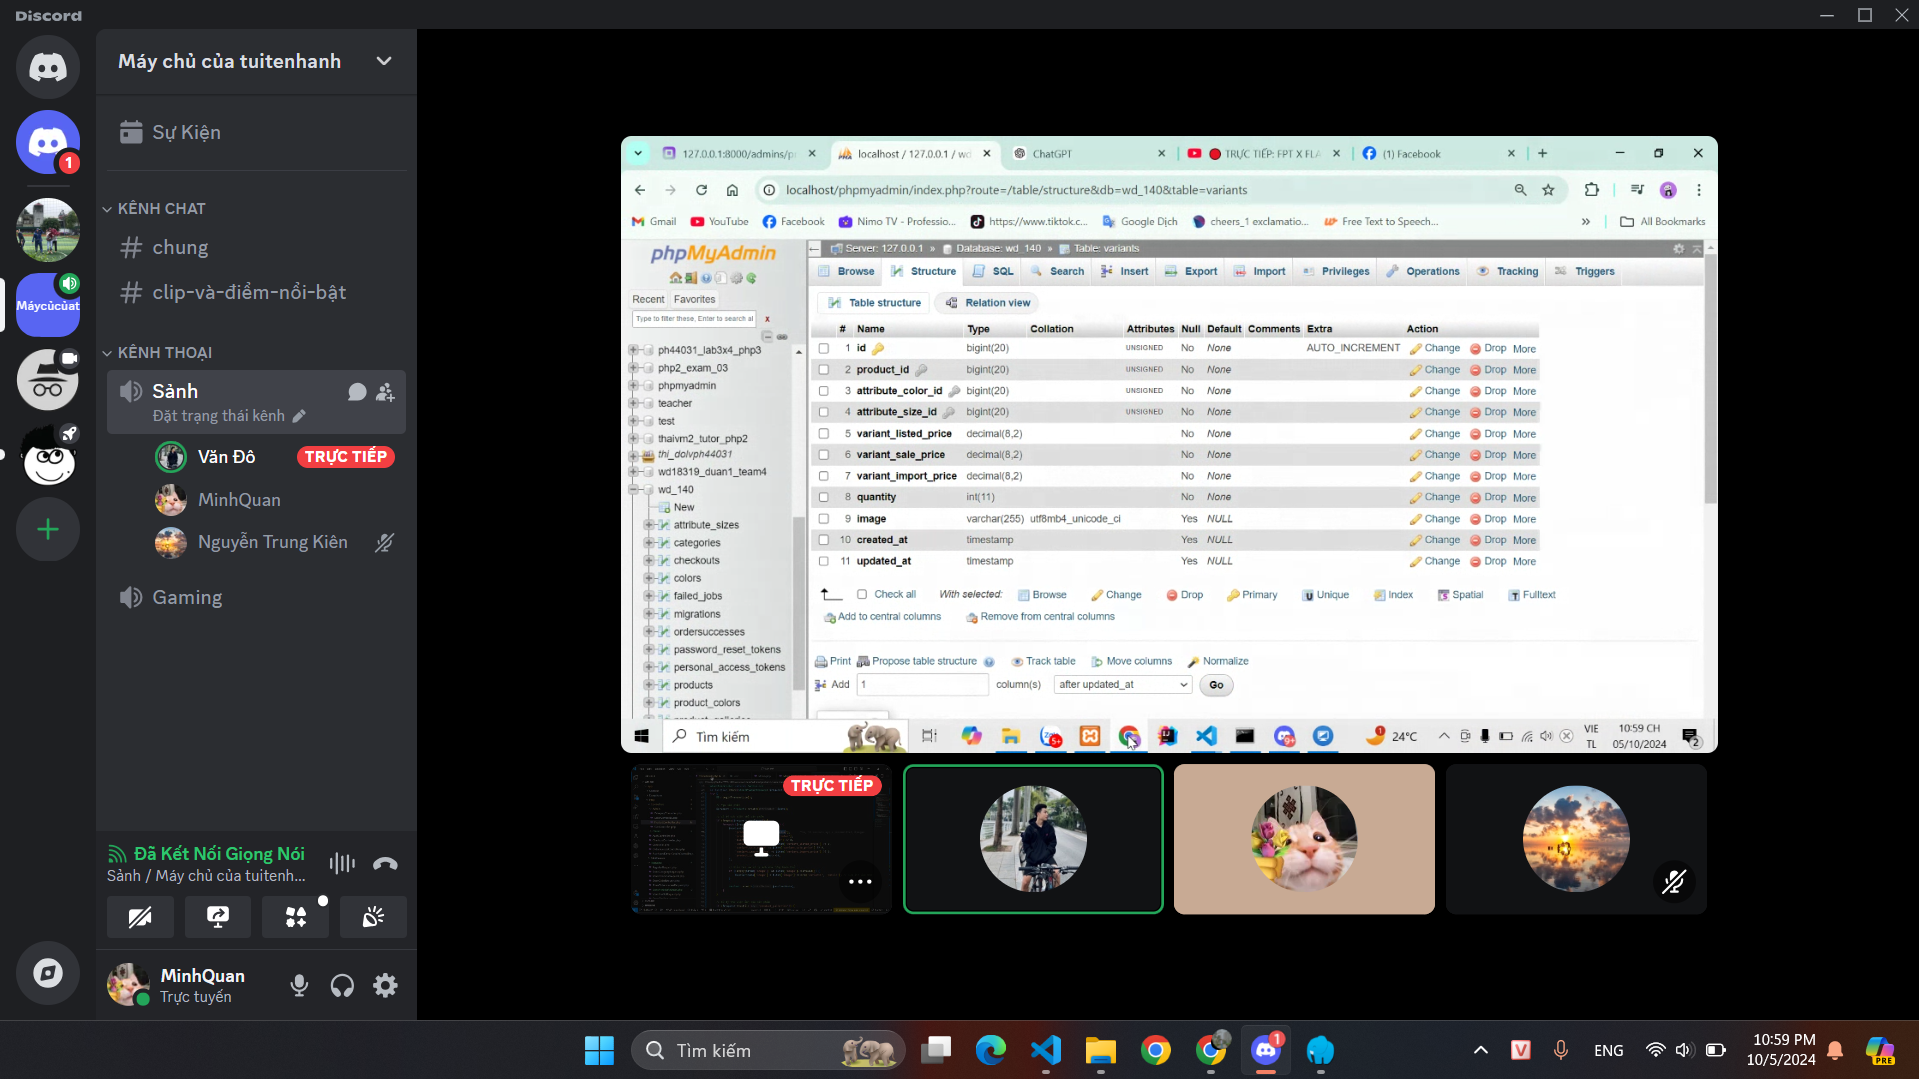 Discord
Máy chủ của tuitenhanh
Sự Kiện
KÊNH CHAT
chung
clip-và-điểm-nổi-bật
KÊNH THOẠI
Sảnh
Đặt trạng thái kênh
Văn Đô
TRỰC TIẾP
MinhQuan
Nguyễn Trung Kiên
Gaming
1
Máycủcủat
Đã Kết Nối Giọng Nói
Sảnh / Máy chủ của tuitenh...
MinhQuan
Trực tuyến
127.0.0.1:8000/admins/p
localhost / 127.0.0.1 / wd
ChatGPT
TRỰC TIẾP: FPT X FLA
(1) Facebook
localhost/phpmyadmin/index.php?route=/table/structure&db=wd_140&table=variants
Gmail
YouTube
Facebook
Nimo TV - Professio...
https://www.tiktok.c...
Google Dịch
cheers_1 exclamatio...
Free Text to Speech...
»
All Bookmarks
phpMyAdmin
Recent
Favorites
Type to filter these, Enter to search al
x
ph44031_lab3x4_php3
php2_exam_03
phpmyadmin
teacher
test
thaivm2_tutor_php2
thi_dolvph44031
wd18319_duan1_team4
wd_140
New
attribute_sizes
categories
checkouts
colors
failed_jobs
migrations
ordersuccesses
password_reset_tokens
personal_access_tokens
products
product_colors
Server: 127.0.0.1 » Database: wd_140 » Table: variants
Browse Structure SQL Search Insert Export Import Privileges Operations Tracking Triggers
Table structure Relation view
# Name Type Collation Attributes Null Default Comments Extra Action
1 id bigint(20) UNSIGNED No None AUTO_INCREMENT Change Drop More
2 product_id bigint(20) UNSIGNED No None Change Drop More
3 attribute_color_id bigint(20) UNSIGNED No None Change Drop More
4 attribute_size_id bigint(20) UNSIGNED No None Change Drop More
5 variant_listed_price decimal(8,2) No None Change Drop More
6 variant_sale_price decimal(8,2) No None Change Drop More
7 variant_import_price decimal(8,2) No None Change Drop More
8 quantity int(11) No None Change Drop More
9 image varchar(255) utf8mb4_unicode_ci Yes NULL Change Drop More
10 created_at timestamp Yes NULL Change Drop More
11 updated_at timestamp Yes NULL Change Drop More
Check all With selected: Browse Change Drop Primary Unique Index Spatial Fulltext
Add to central columns Remove from central columns
Print Propose table structure Track table Move columns Normalize
Add 1 column(s) after updated_at Go
Tìm kiếm
24°C
VIE
TL
10:59 CH
05/10/2024
2
TRỰC TIẾP
Tìm kiếm
1
ENG
10:59 PM
10/5/2024
PRE